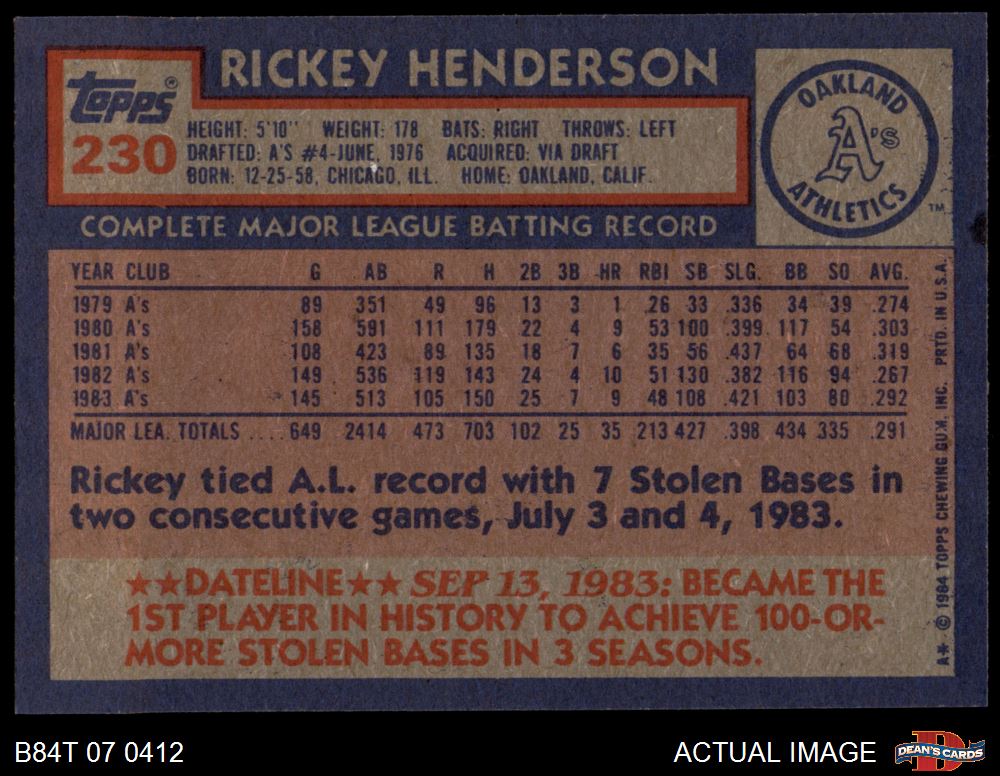 RICKEY HENDERSON
Topps®
230
HEIGHT: 5'10'' WEIGHT: 178 BATS: RIGHT THROWS: LEFT
DRAFTED: A'S #4-JUNE, 1976 ACQUIRED: VIA DRAFT
BORN: 12-25-58, CHICAGO, ILL. HOME: OAKLAND, CALIF.
OAKLAND
A's
ATHLETICS
TM
COMPLETE MAJOR LEAGUE BATTING RECORD
YEAR CLUB G AB R H 2B 3B HR RBI SB SLG. BB SO AVG.
1979 A's 89 351 49 96 13 3 1 26 33 .336 34 39 .274
1980 A's 158 591 111 179 22 4 9 53 100 .399 117 54 .303
1981 A's 108 423 89 135 18 7 6 35 56 .437 64 68 .319
1982 A's 149 536 119 143 24 4 10 51 130 .382 116 94 .267
1983 A's 145 513 105 150 25 7 9 48 108 .421 103 80 .292
MAJOR LEA. TOTALS .... 649 2414 473 703 102 25 35 213 427 .398 434 335 .291
Rickey tied A.L. record with 7 Stolen Bases in
two consecutive games, July 3 and 4, 1983.
★★DATELINE★★ SEP 13, 1983: BECAME THE
1ST PLAYER IN HISTORY TO ACHIEVE 100-OR-
MORE STOLEN BASES IN 3 SEASONS.
A* © 1984 TOPPS CHEWING GUM, INC. PRTD. IN U.S.A.
B84T 07 0412
ACTUAL IMAGE
D
DEAN'S CARDS